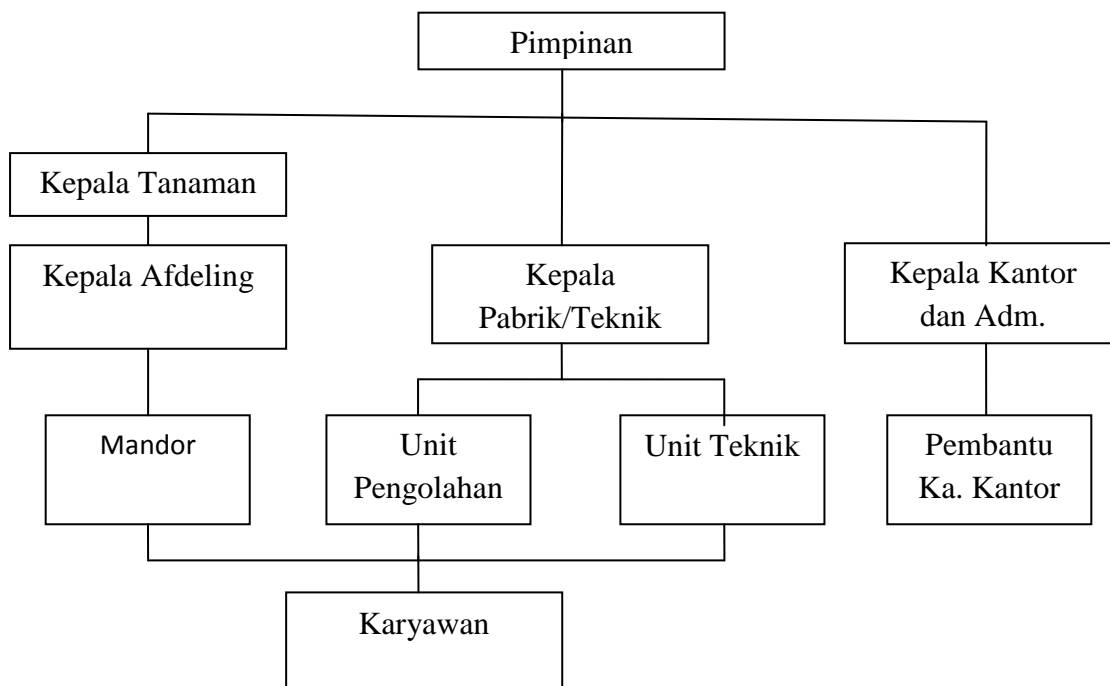 Pimpinan
Kepala Tanaman
Kepala Afdeling
Kepala
Pabrik/Teknik
Kepala Kantor
dan Adm.
Mandor
Unit
Pengolahan
Unit Teknik
Pembantu
Ka. Kantor
Karyawan